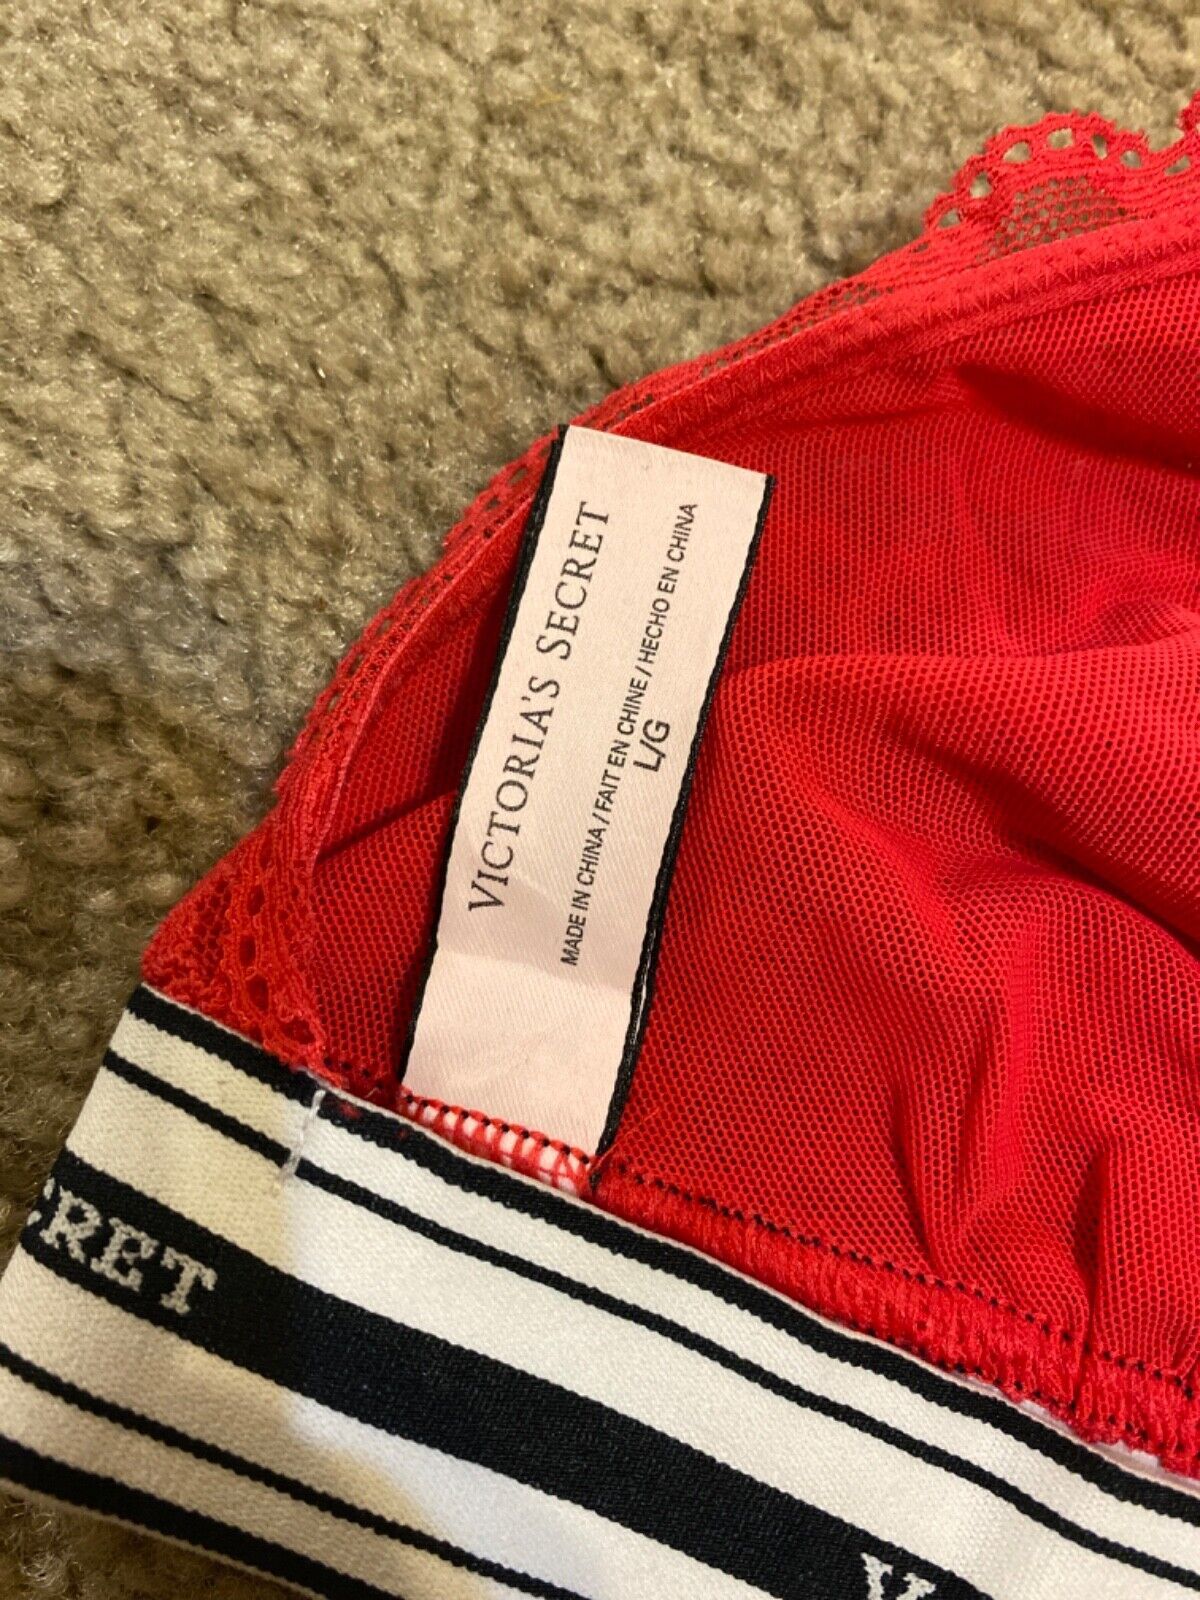 VICTORIA'S SECRET
MADE IN CHINA / FAIT EN CHINE / HECHO EN CHINA
L/G
CRET
V